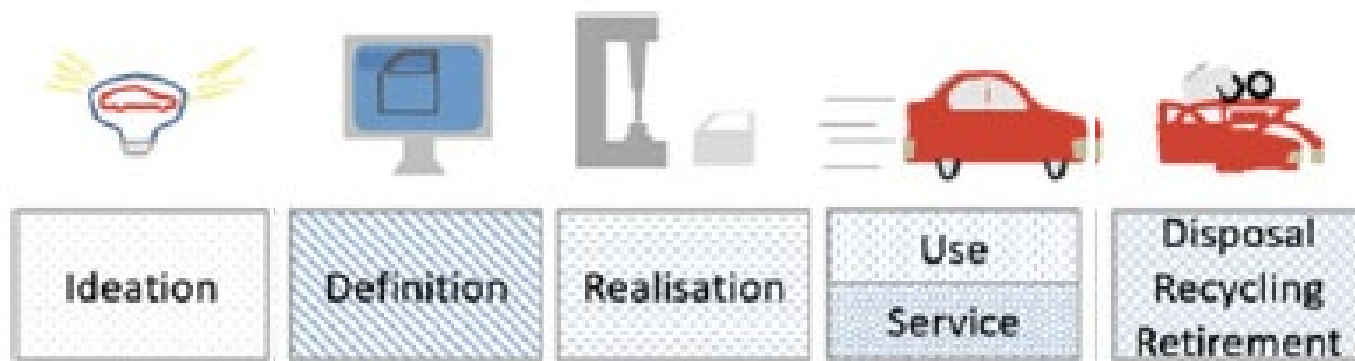 Ideation
Definition
Realisation
Use
Service
Disposal
Recycling
Retirement